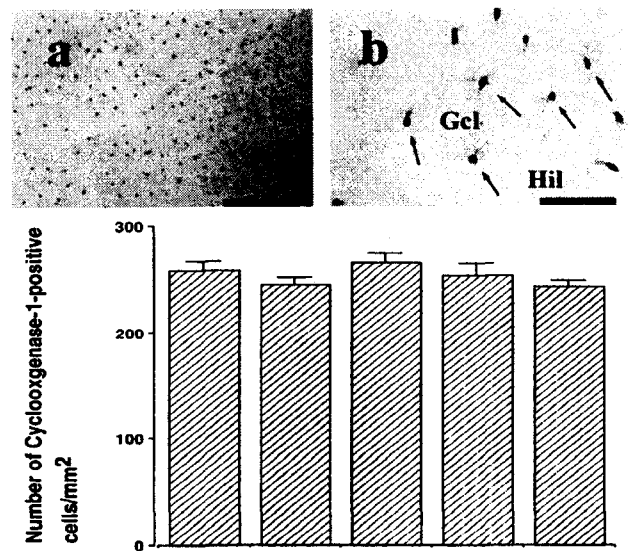 a
b
Gcl
Hil
Number of Cyclooxgenase-1-positive
cells/mm2
300
200
100
0